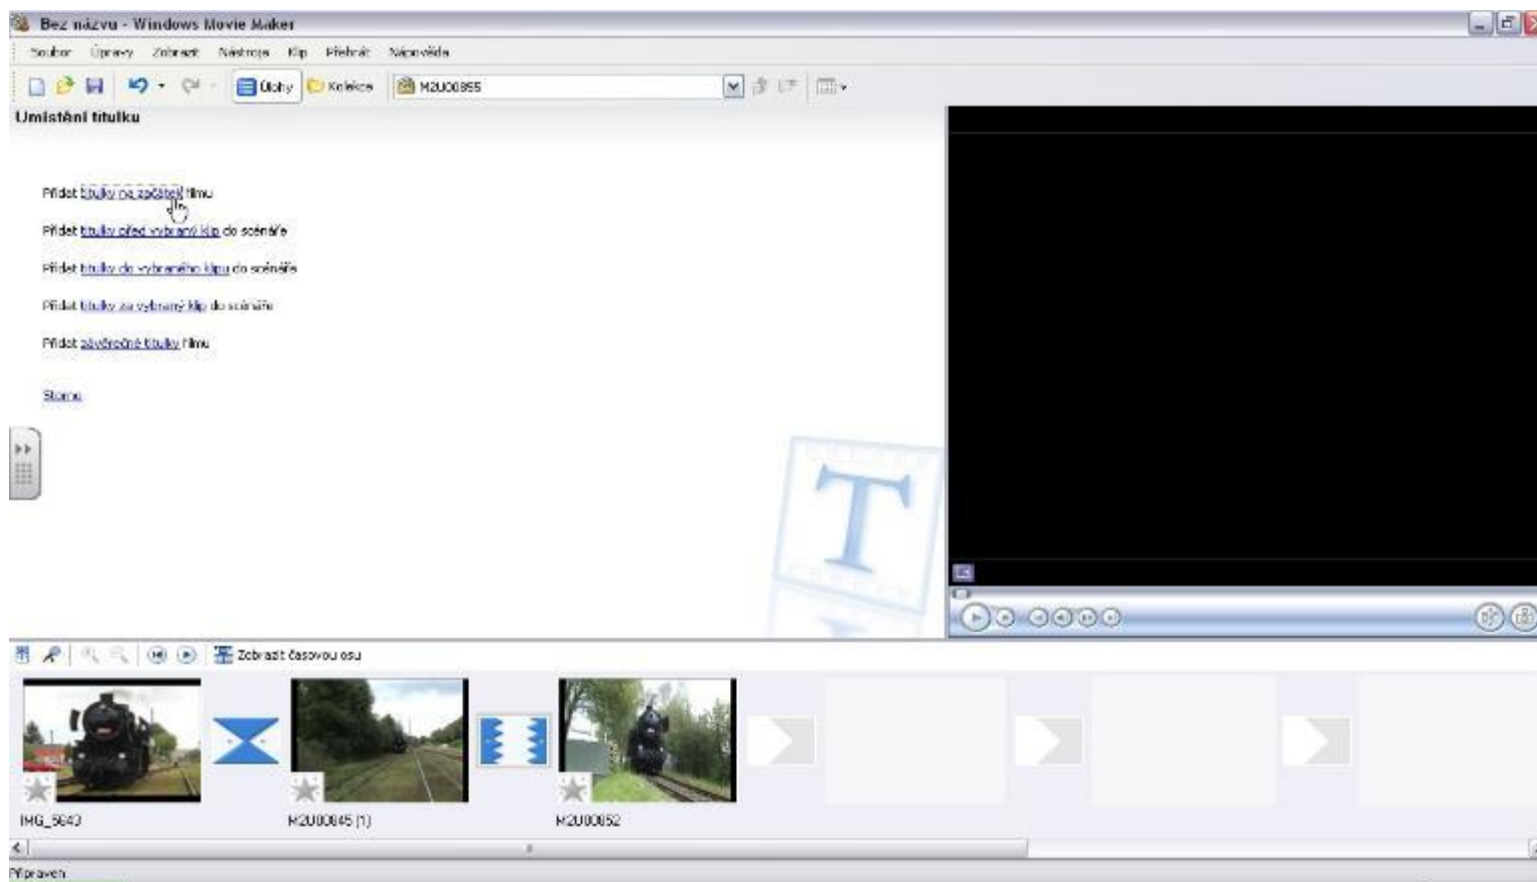 Bez názvu - Windows Movie Maker
Soubor Úpravy Zobrazit Nástroje Klip Přehrát Nápověda
Úlohy Kolekce M2U00855
Umístění titulku
Přidat titulky na začátek filmu
Přidat titulky před vybraný klip do scénáře
Přidat titulky do vybraného klipu do scénáře
Přidat titulky za vybraný klip do scénáře
Přidat závěrečné titulky filmu
Storno
T
Zobrazit časovou osu
IMG_5643 M2U00845 (1) M2U00852
Připraven